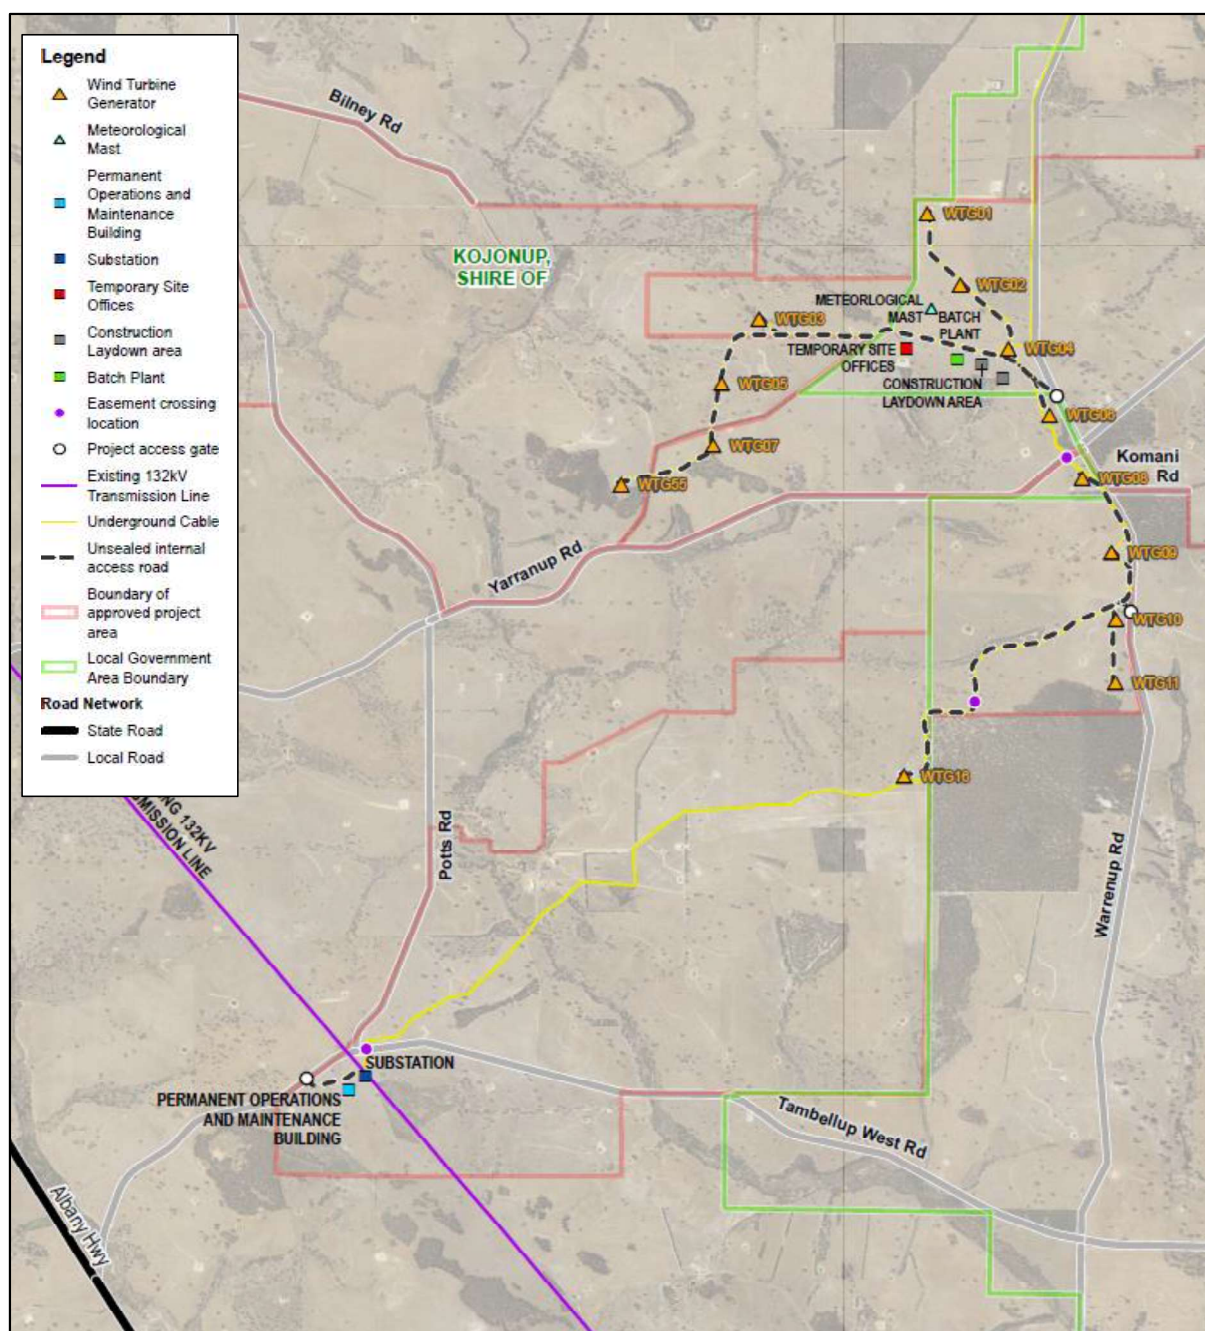 Legend
Wind Turbine
Generator
Meteorological
Mast
Permanent
Operations and
Maintenance
Building
Substation
Temporary Site
Offices
Construction
Laydown area
Batch Plant
Easement crossing
location
Project access gate
Existing 132kV
Transmission Line
Underground Cable
Unsealed internal
access road
Boundary of
approved project
area
Local Government
Area Boundary
Road Network
State Road
Local Road
Bilney Rd
KOJONUP,
SHIRE OF
WTG01
WTG02
METEORLOGICAL
MAST
BATCH
PLANT
WTG03
WTG04
TEMPORARY SITE
OFFICES
CONSTRUCTION
LAYDOWN AREA
WTG05
WTG06
WTG07
Komani
Rd
WTG55
WTG08
Yarranup Rd
WTG09
WTG10
WTG11
WTG16
NG 132KV
SMISSION LINE
Potts Rd
Warrenup Rd
SUBSTATION
PERMANENT OPERATIONS
AND MAINTENANCE
BUILDING
Tambellup West Rd
Albany Hwy